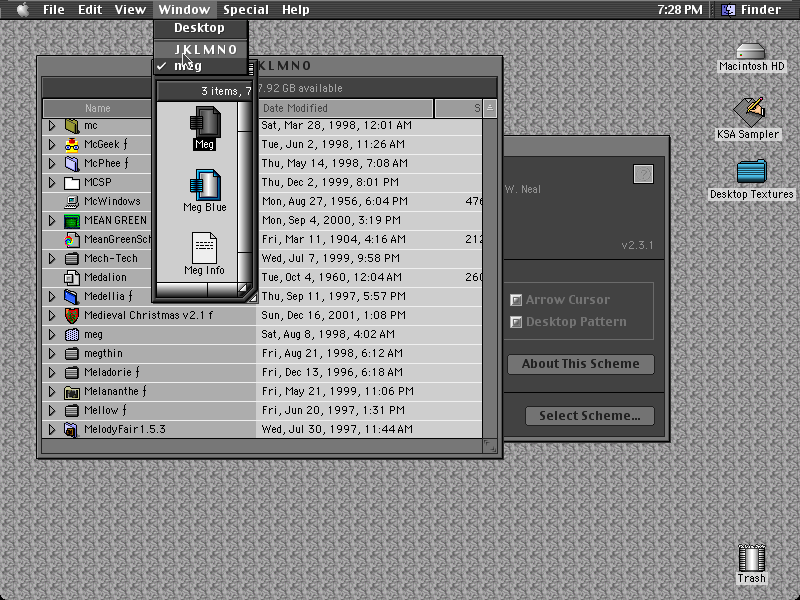 File Edit View Window Special Help 7:28 PM Finder
Desktop
JKLMNO
✓ meg
KLMNO
3 items, 7
7.92 GB available
Name Date Modified S
mc Sat, Mar 28, 1998, 12:01 AM
McGeek ƒ Tue, Jun 2, 1998, 11:26 AM
McPhee ƒ Thu, May 14, 1998, 7:08 AM
MCSP Thu, Dec 2, 1999, 8:01 PM
McWindows Mon, Aug 27, 1956, 6:04 PM 476
MEAN GREEN Mon, Sep 4, 2000, 3:19 PM
MeanGreenSch Fri, Mar 11, 1904, 4:16 AM 212
Mech-Tech Wed, Jul 7, 1999, 9:58 PM
Medalion Tue, Oct 4, 1960, 12:04 AM 260
Medellia ƒ Thu, Sep 11, 1997, 5:57 PM
Medieval Christmas v2.1 f Sun, Dec 16, 2001, 1:08 PM
meg Sat, Aug 8, 1998, 4:02 AM
megthin Fri, Aug 21, 1998, 6:12 AM
Meladorie ƒ Fri, Dec 13, 1996, 6:18 AM
Melananthe ƒ Fri, May 21, 1999, 11:06 PM
Mellow ƒ Fri, Jun 20, 1997, 1:31 PM
MelodyFair 1.5.3 Wed, Jul 30, 1997, 11:44 AM
Meg
Meg Blue
Meg Info
W. Neal
?
v2.3.1
Arrow Cursor
Desktop Pattern
About This Scheme
Select Scheme...
Macintosh HD
KSA Sampler
Desktop Textures
Trash